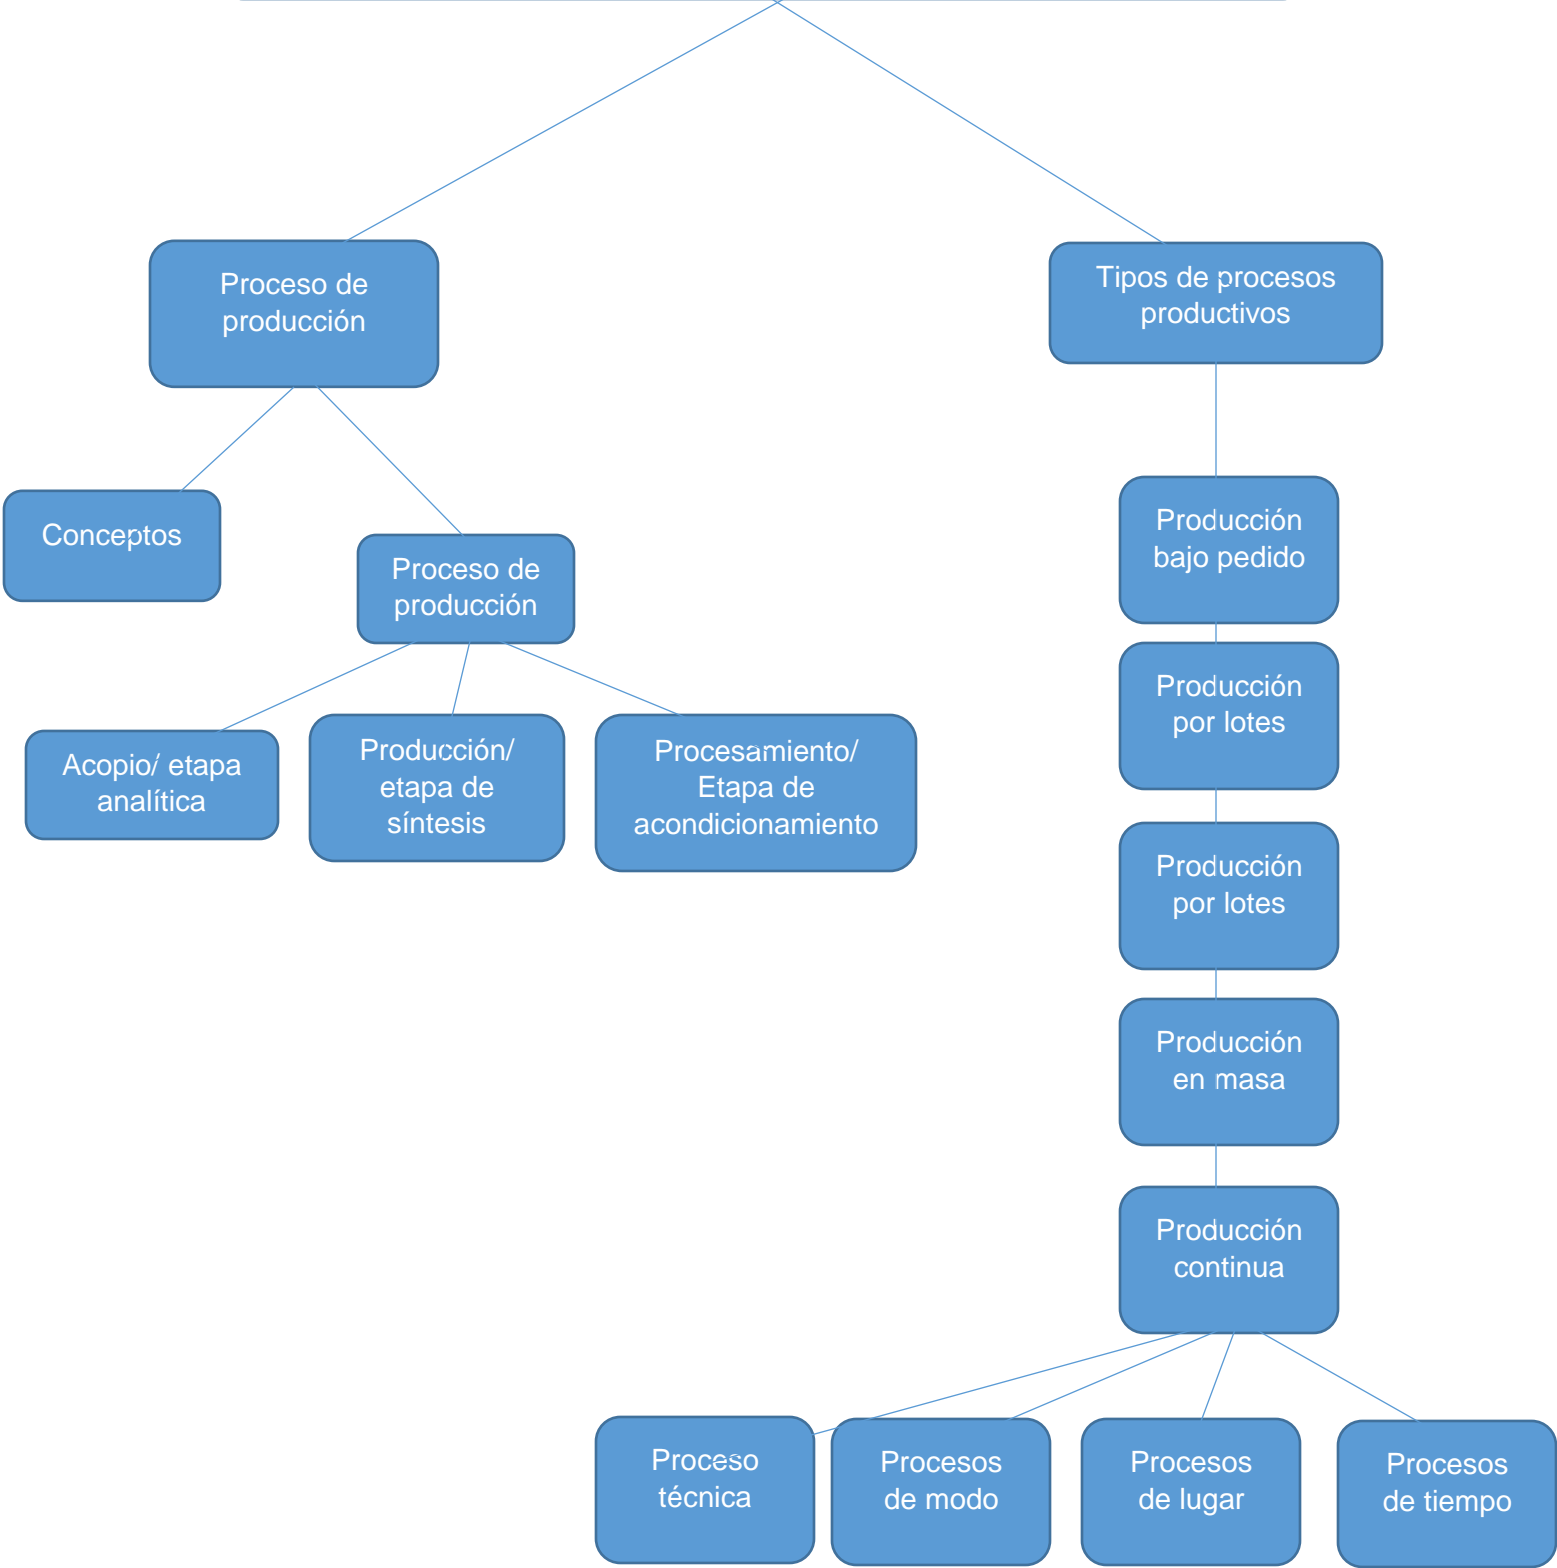 Proceso de
producción
Tipos de procesos
productivos
Conceptos
Proceso de
producción
Producción
bajo pedido
Producción
por lotes
Acopio/ etapa
analítica
Producción/
etapa de
síntesis
Procesamiento/
Etapa de
acondicionamiento
Producción
por lotes
Producción
en masa
Producción
continua
Proceso
técnica
Procesos
de modo
Procesos
de lugar
Procesos
de tiempo